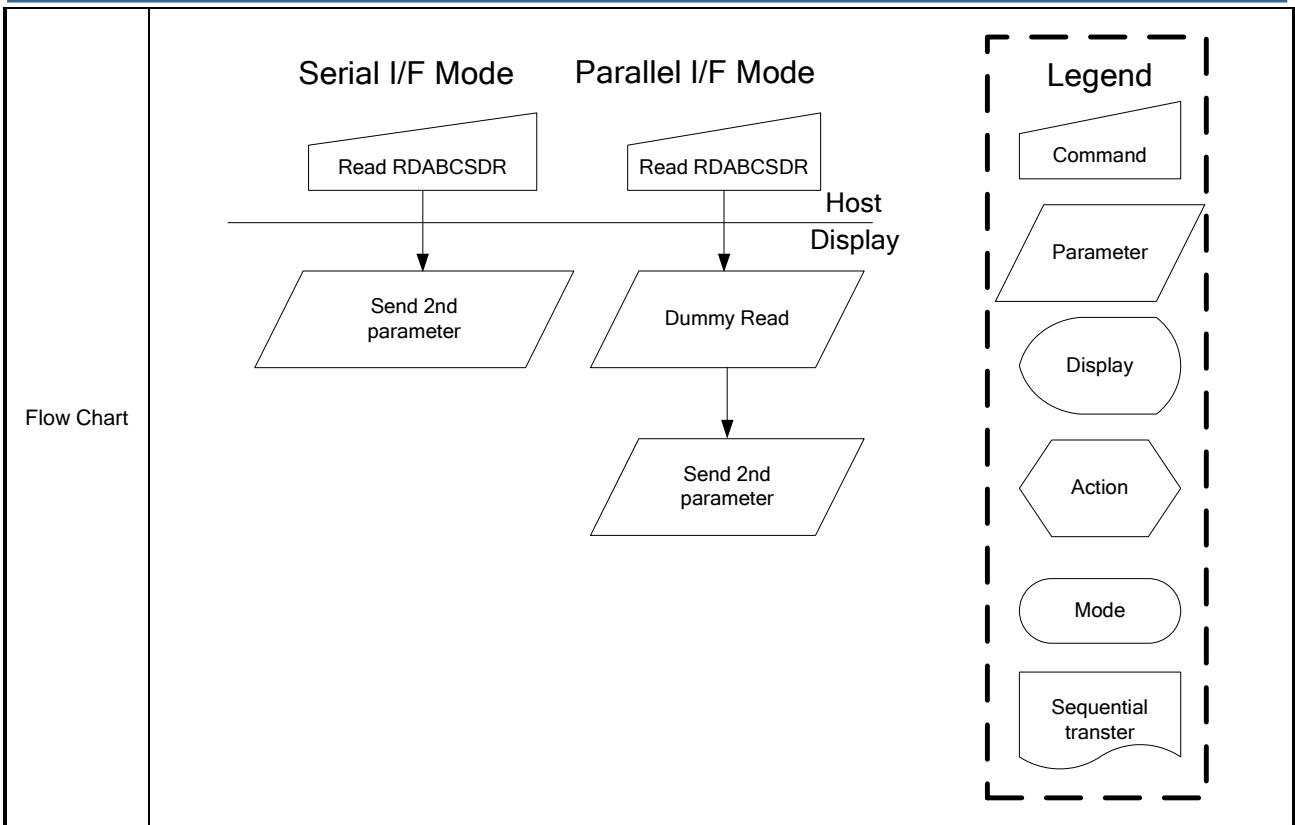 Flow Chart
Serial I/F Mode
Read RDABCSDR
Send 2nd
parameter
Parallel I/F Mode
Read RDABCSDR
Host
Display
Dummy Read
Send 2nd
parameter
Legend
Command
Parameter
Display
Action
Mode
Sequential
transter